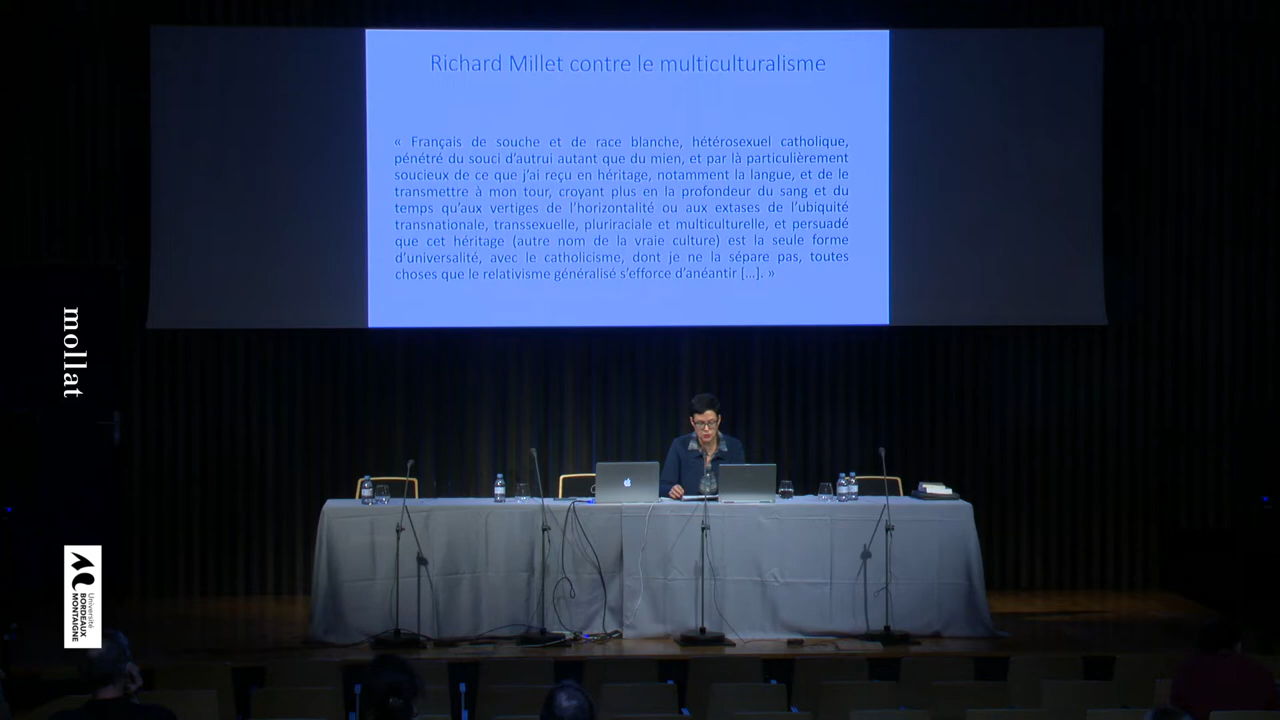 Richard Millet contre le multiculturalisme
« Français de souche et de race blanche, hétérosexuel catholique,
pénétré du souci d'autrui autant que du mien, et par là particulièrement
soucieux de ce que j'ai reçu en héritage, notamment la langue, et de le
transmettre à mon tour, croyant plus en la profondeur du sang et du
temps qu'aux vertiges de l'horizontalité ou aux extases de l'ubiquité
transnationale, transsexuelle, pluriraciale et multiculturelle, et persuadé
que cet héritage (autre nom de la vraie culture) est la seule forme
d'universalité, avec le catholicisme, dont je ne la sépare pas, toutes
choses que le relativisme généralisé s'efforce d'anéantir [...]. »
mollat
Université
BORDEAUX
MONTAIGNE